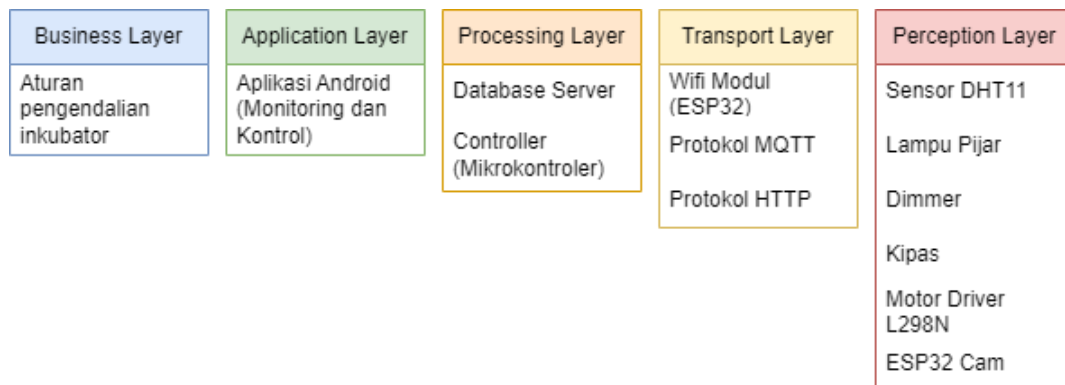 Business Layer
Aturan
pengendalian
inkubator
Application Layer
Aplikasi Android
(Monitoring dan
Kontrol)
Processing Layer
Database Server
Controller
(Mikrokontroler)
Transport Layer
Wifi Modul
(ESP32)
Protokol MQTT
Protokol HTTP
Perception Layer
Sensor DHT11
Lampu Pijar
Dimmer
Kipas
Motor Driver
L298N
ESP32 Cam